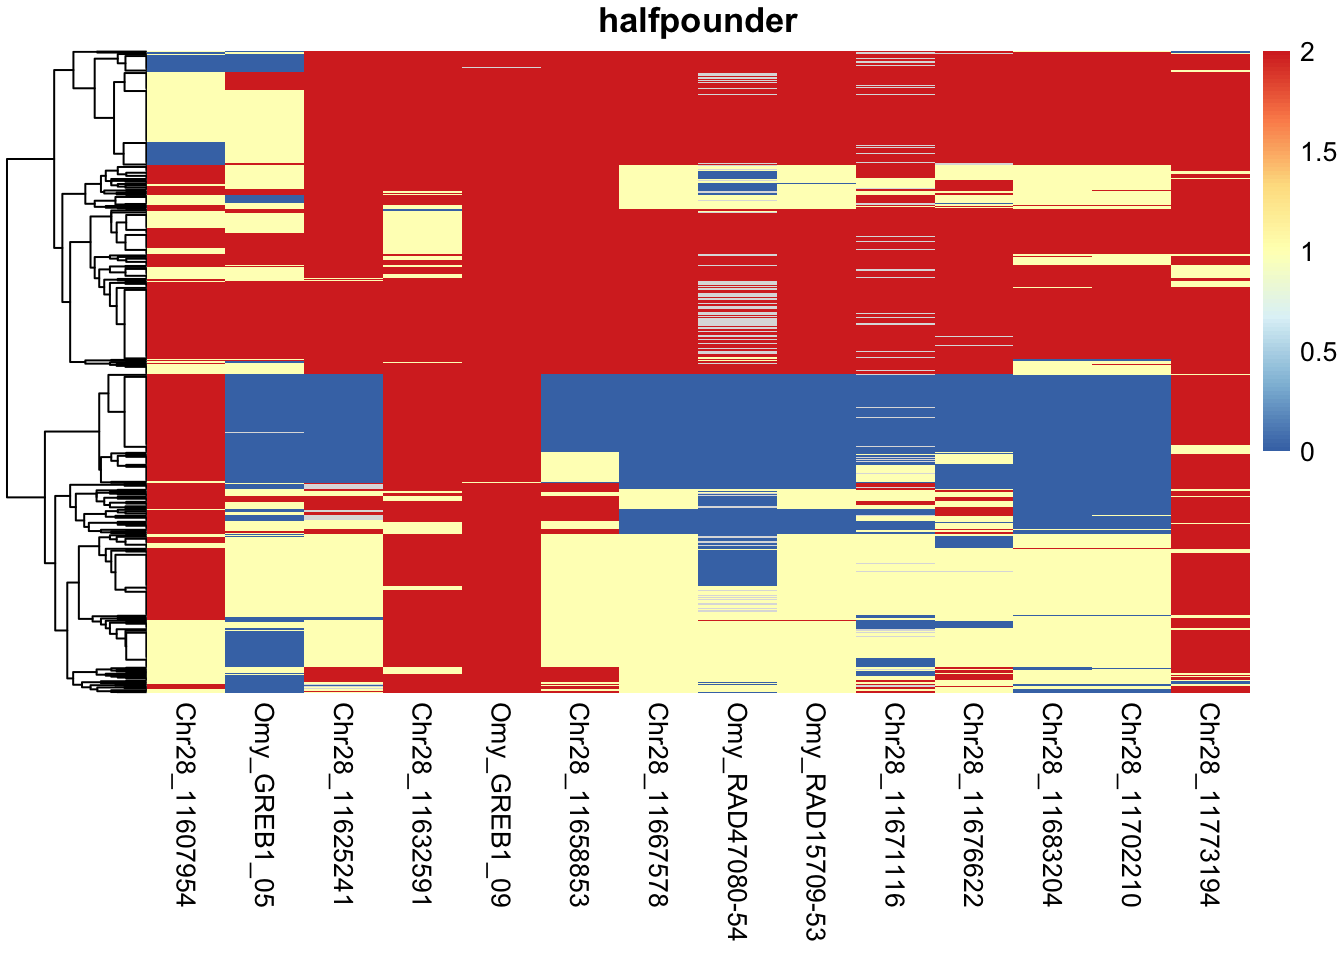 halfpounder
2
1.5
1
0.5
0
Chr28_11607954
Omy_GREB1_05
Chr28_11625241
Chr28_11632591
Omy_GREB1_09
Chr28_11658853
Chr28_11667578
Omy_RAD47080-54
Omy_RAD15709-53
Chr28_11671116
Chr28_11676622
Chr28_11683204
Chr28_11702210
Chr28_11773194